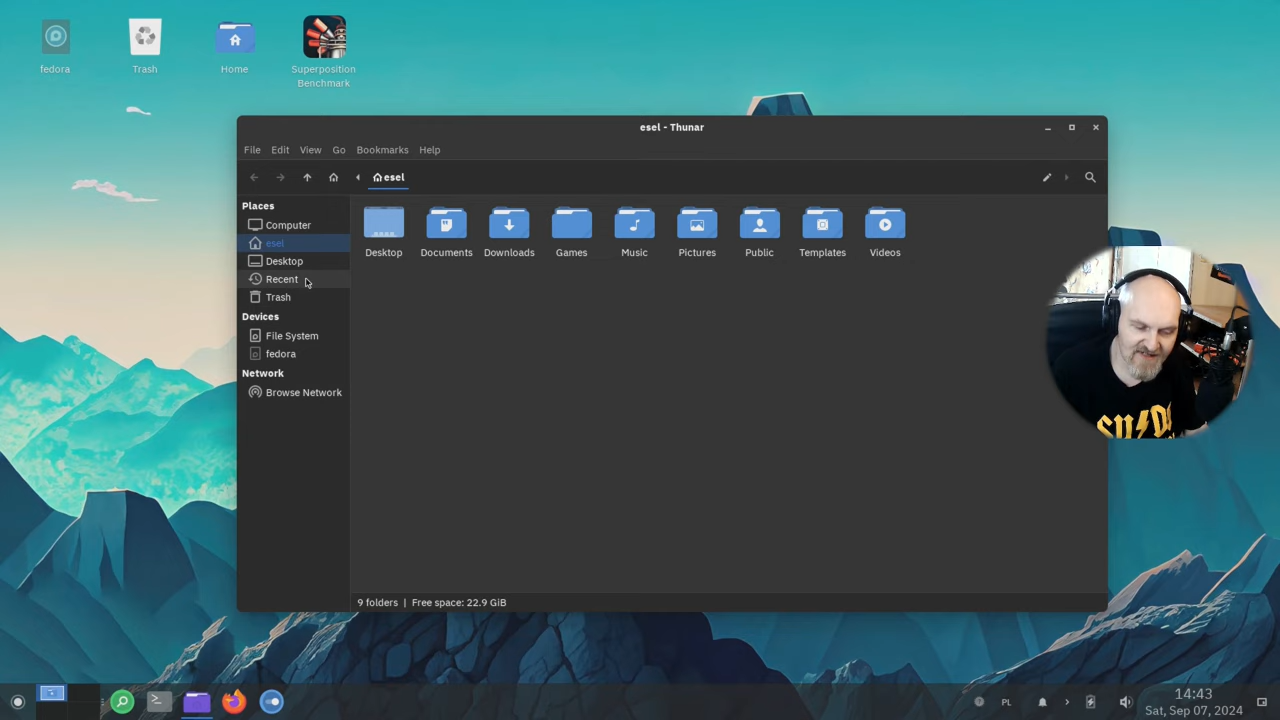 fedora
Trash
Home
Superposition
Benchmark
esel - Thunar
File Edit View Go Bookmarks Help
esel
Places
Computer
esel
Desktop
Recent
Trash
Devices
File System
fedora
Network
Browse Network
Desktop Documents Downloads Games Music Pictures Public Templates Videos
9 folders | Free space: 22.9 GiB
PL
14:43
Sat, Sep 07, 2024